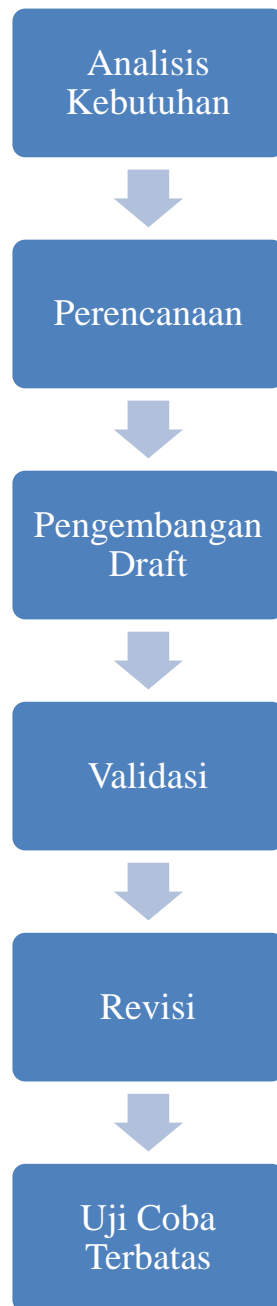 Analisis
Kebutuhan
Perencanaan
Pengembangan
Draft
Validasi
Revisi
Uji Coba
Terbatas